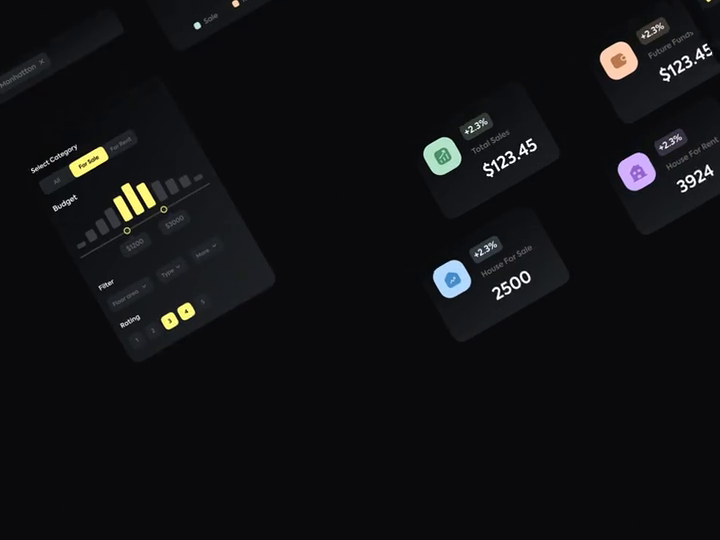 Sale
Manhattan ×
Select Category
All
For Sale
For Rent
Budget
$1200
$3000
Filter
Floor area
Type
More
Rating
1
2
3
4
5
+2.3%
Total Sales
$123.45
+2.3%
House For Sale
2500
+2.3%
Future Funds
$123.45
+2.3%
House For Rent
3924